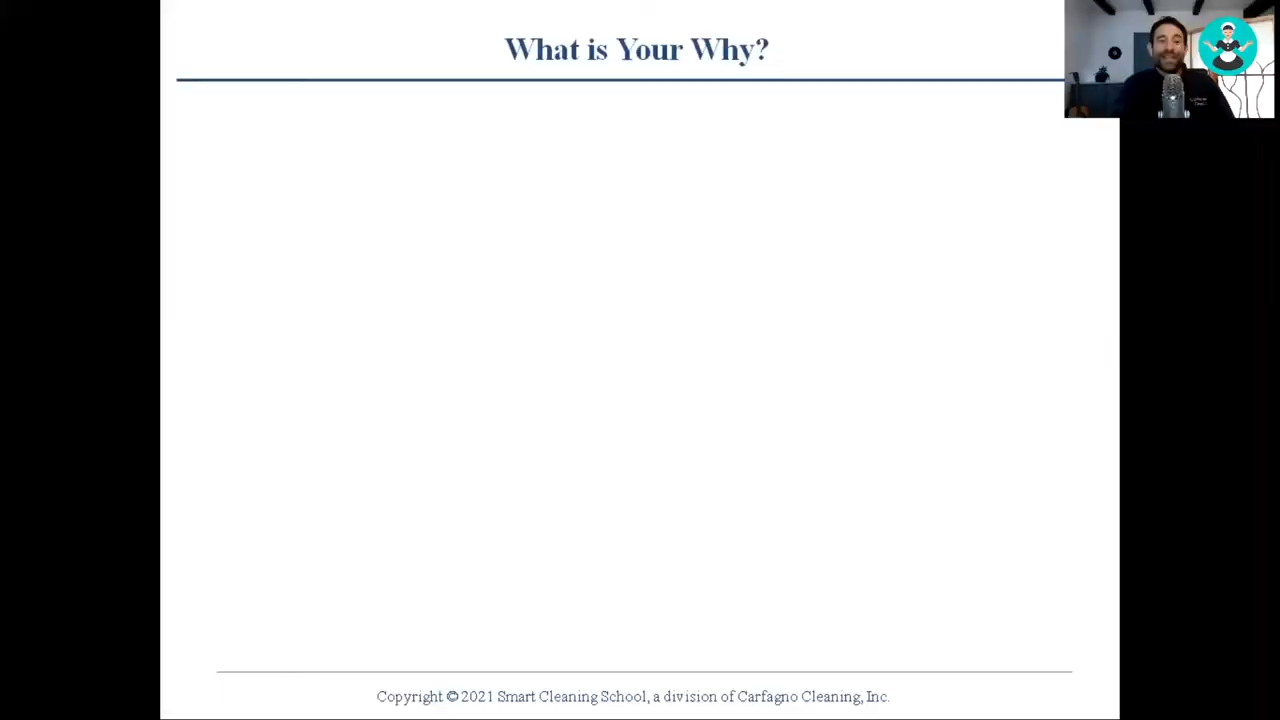 What is Your Why?
Copyright © 2021 Smart Cleaning School, a division of Carfagno Cleaning, Inc.